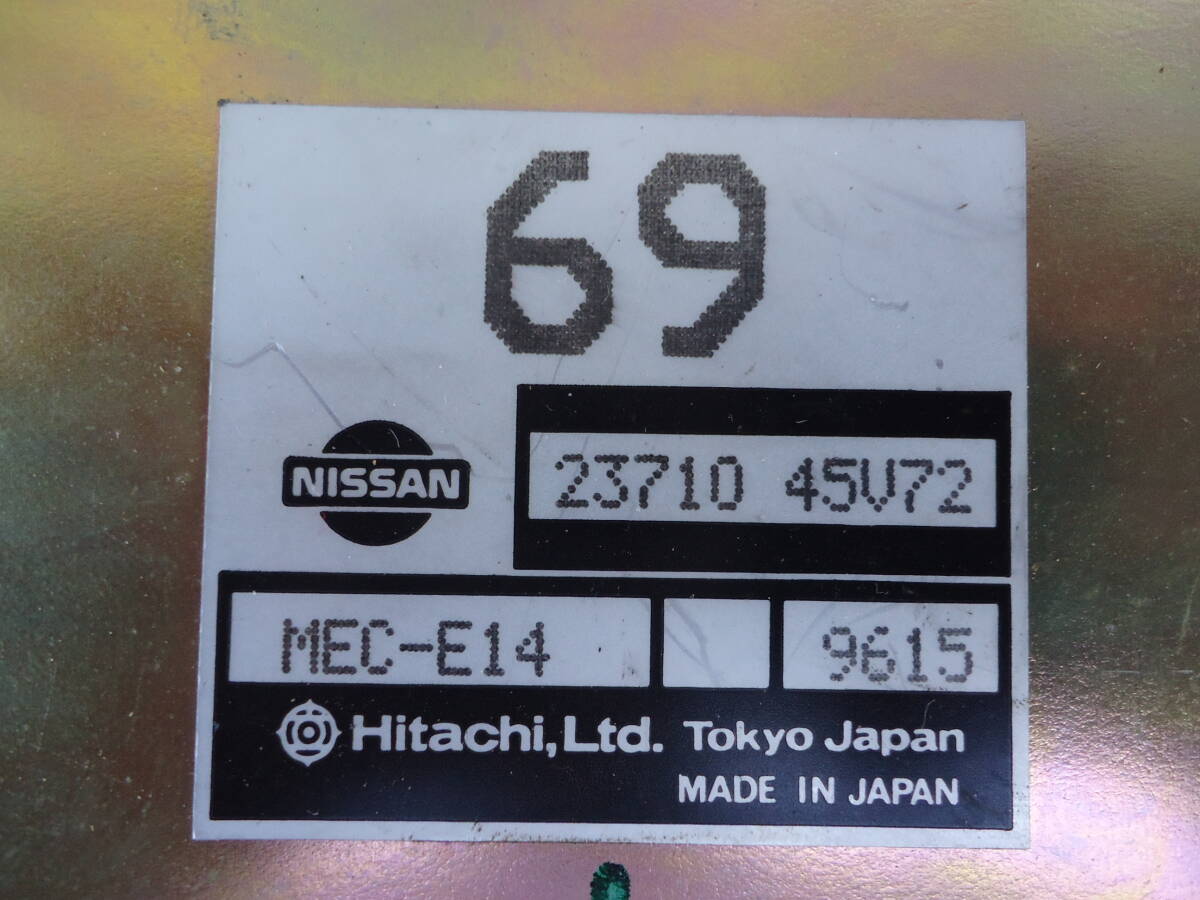 69
NISSAN
23710 45V72
MEC-E14
9615
Hitachi, Ltd. Tokyo Japan
MADE IN JAPAN